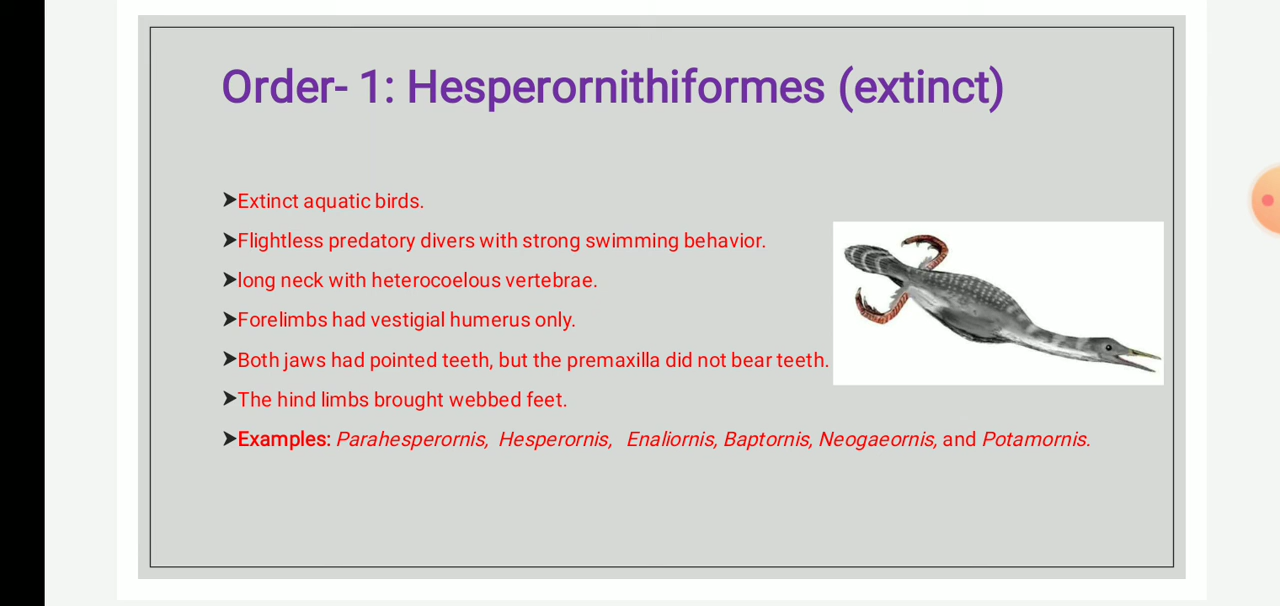 Order- 1: Hesperornithiformes (extinct)
➤Extinct aquatic birds.
➤Flightless predatory divers with strong swimming behavior.
➤long neck with heterocoelous vertebrae.
➤Forelimbs had vestigial humerus only.
➤Both jaws had pointed teeth, but the premaxilla did not bear teeth.
➤The hind limbs brought webbed feet.
➤Examples: Parahesperornis, Hesperornis, Enaliornis, Baptornis, Neogaeornis, and Potamornis.